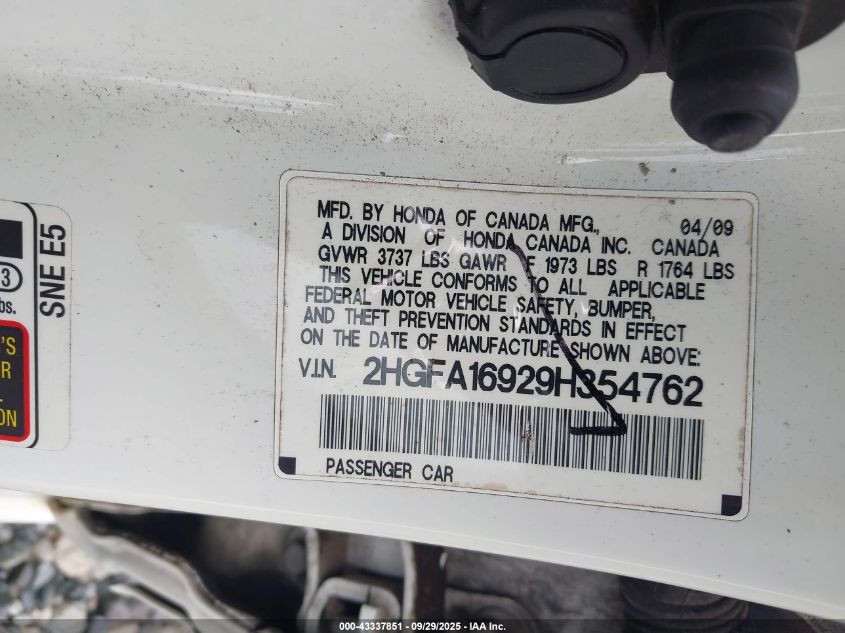 MFD. BY HONDA OF CANADA MFG., 04/09
A DIVISION OF HONDA CANADA INC. CANADA
GVWR 3737 LBS GAWR F 1973 LBS R 1764 LBS
THIS VEHICLE CONFORMS TO ALL APPLICABLE
FEDERAL MOTOR VEHICLE SAFETY, BUMPER,
AND THEFT PREVENTION STANDARDS IN EFFECT
ON THE DATE OF MANUFACTURE SHOWN ABOVE:
V.I.N. 2HGFA16929H354762
PASSENGER CAR
SNE E5
3
bs.
'S
R
ON
000-43337851 | 09/29/2025 - IAA Inc.